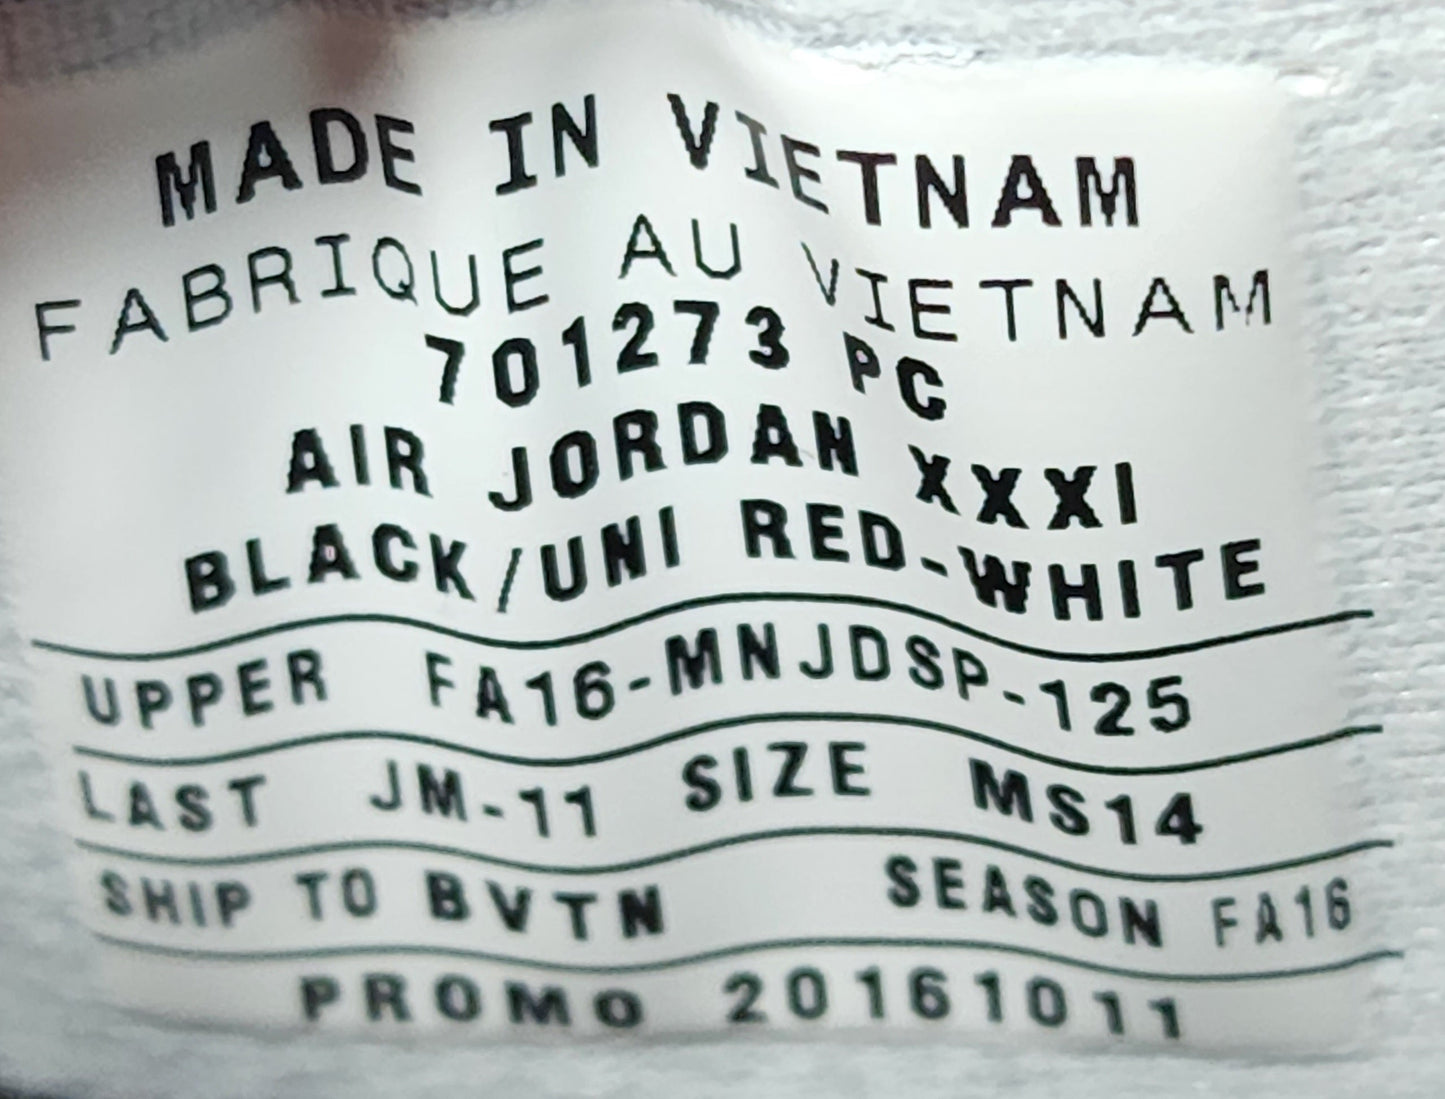 MADE IN VIETNAM
FABRIQUE AU VIETNAM
701273 PC
AIR JORDAN XXXI
BLACK/UNI RED-WHITE
UPPER FA16-MNJDSP-125
LAST JM-11 SIZE MS14
SHIP TO BVTN SEASON FA16
PROMO 20161011